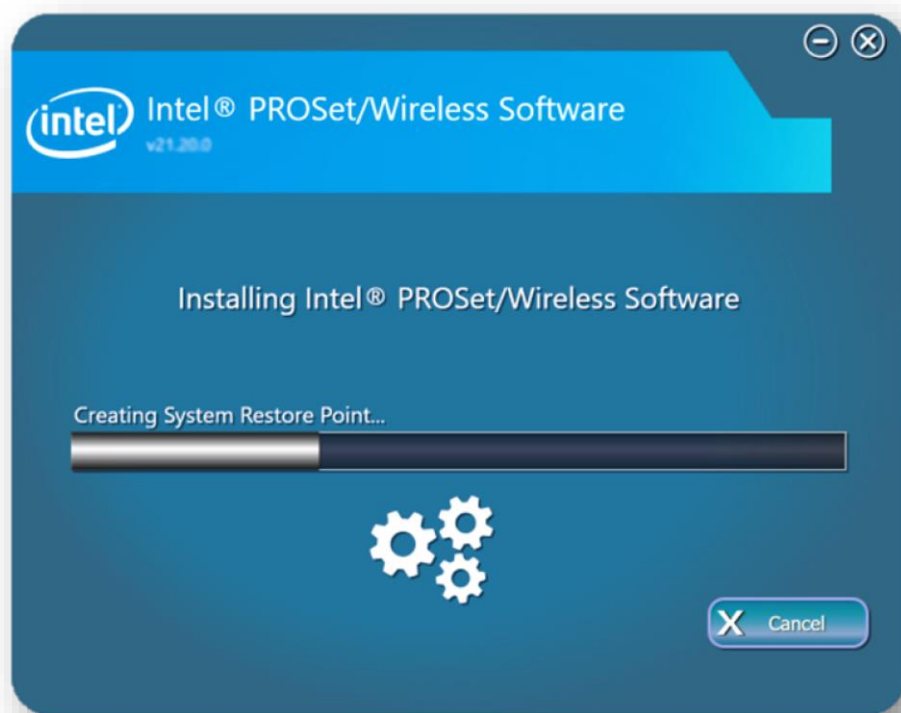 intel Intel® PROSet/Wireless Software
v21.20.0
Installing Intel® PROSet/Wireless Software
Creating System Restore Point...
X Cancel